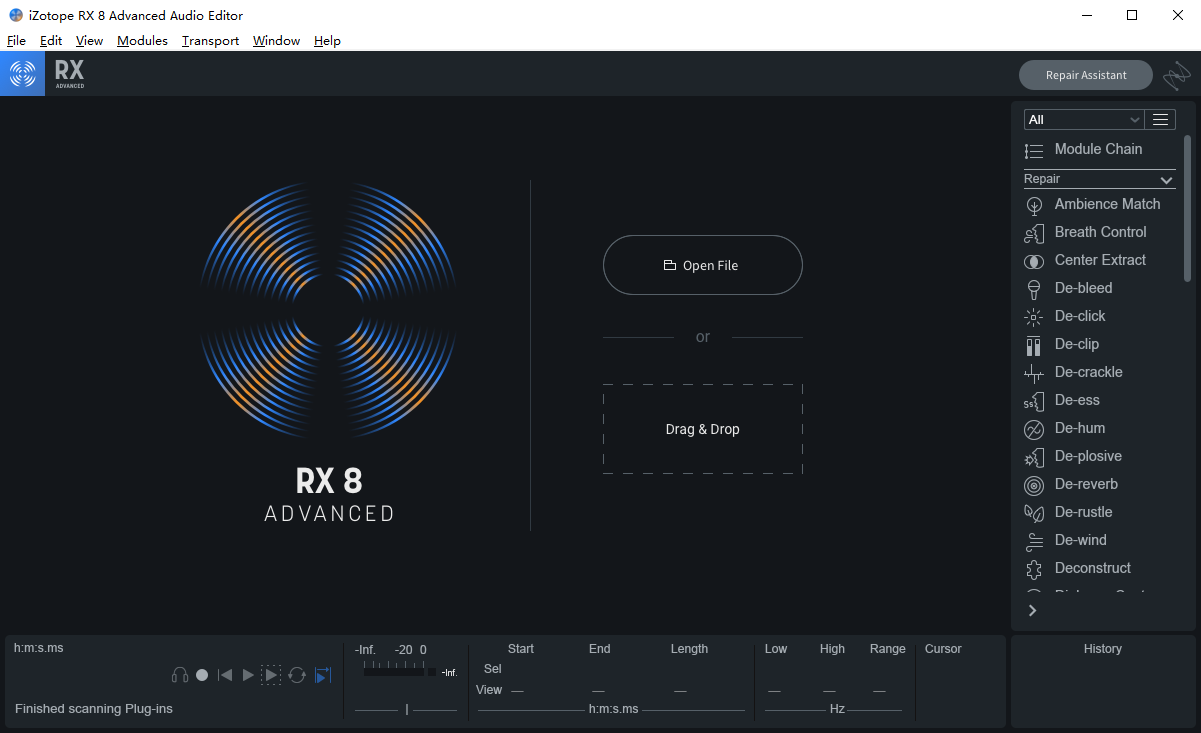 iZotope RX 8 Advanced Audio Editor
File Edit View Modules Transport Window Help
RX
ADVANCED
Repair Assistant
All
Module Chain
Repair
Ambience Match
Breath Control
Center Extract
De-bleed
De-click
De-clip
De-crackle
De-ess
De-hum
De-plosive
De-reverb
De-rustle
De-wind
Deconstruct
Open File
or
Drag & Drop
RX 8
ADVANCED
h:m:s.ms
Finished scanning Plug-ins
-Inf. -20 0
-Inf.
Start End Length
Sel
View — — —
h:m:s.ms
Low High Range
— — —
Hz
Cursor
History